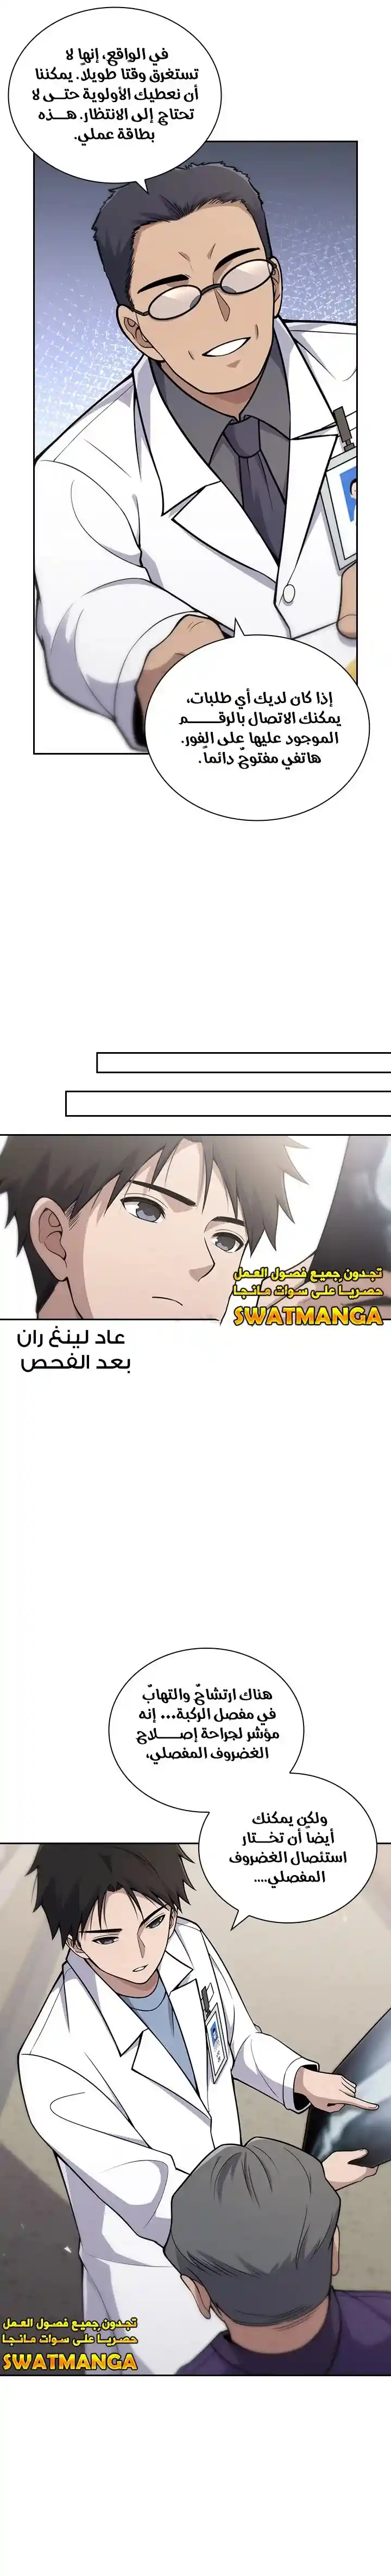 في الواقع، إنها لا
تستغرق وقتًا طويلاً. يمكننا
أن نعطيك الأولوية حتى لا
تحتاج إلى الانتظار. هذه
بطاقة عملي.
إذا كان لديك أي طلبات،
يمكنك الاتصال بالرقم
الموجود عليها على الفور.
هاتفي مفتوحٌ دائماً.
تجدون جميع فصول العمل
حصريا على سوات مانجا
SWATMANGA
عاد لينغ ران
بعد الفحص
هناك ارتشاحٌ والتهابٌ
في مفصل الركبة... إنه
مؤشر لجراحة إصلاح
الغضروف المفصلي،
ولكن يمكنك
أيضاً أن تختار
استئصال الغضروف
المفصلي....
تجدون جميع فصول العمل
حصريا على سوات مانجا
SWATMANGA